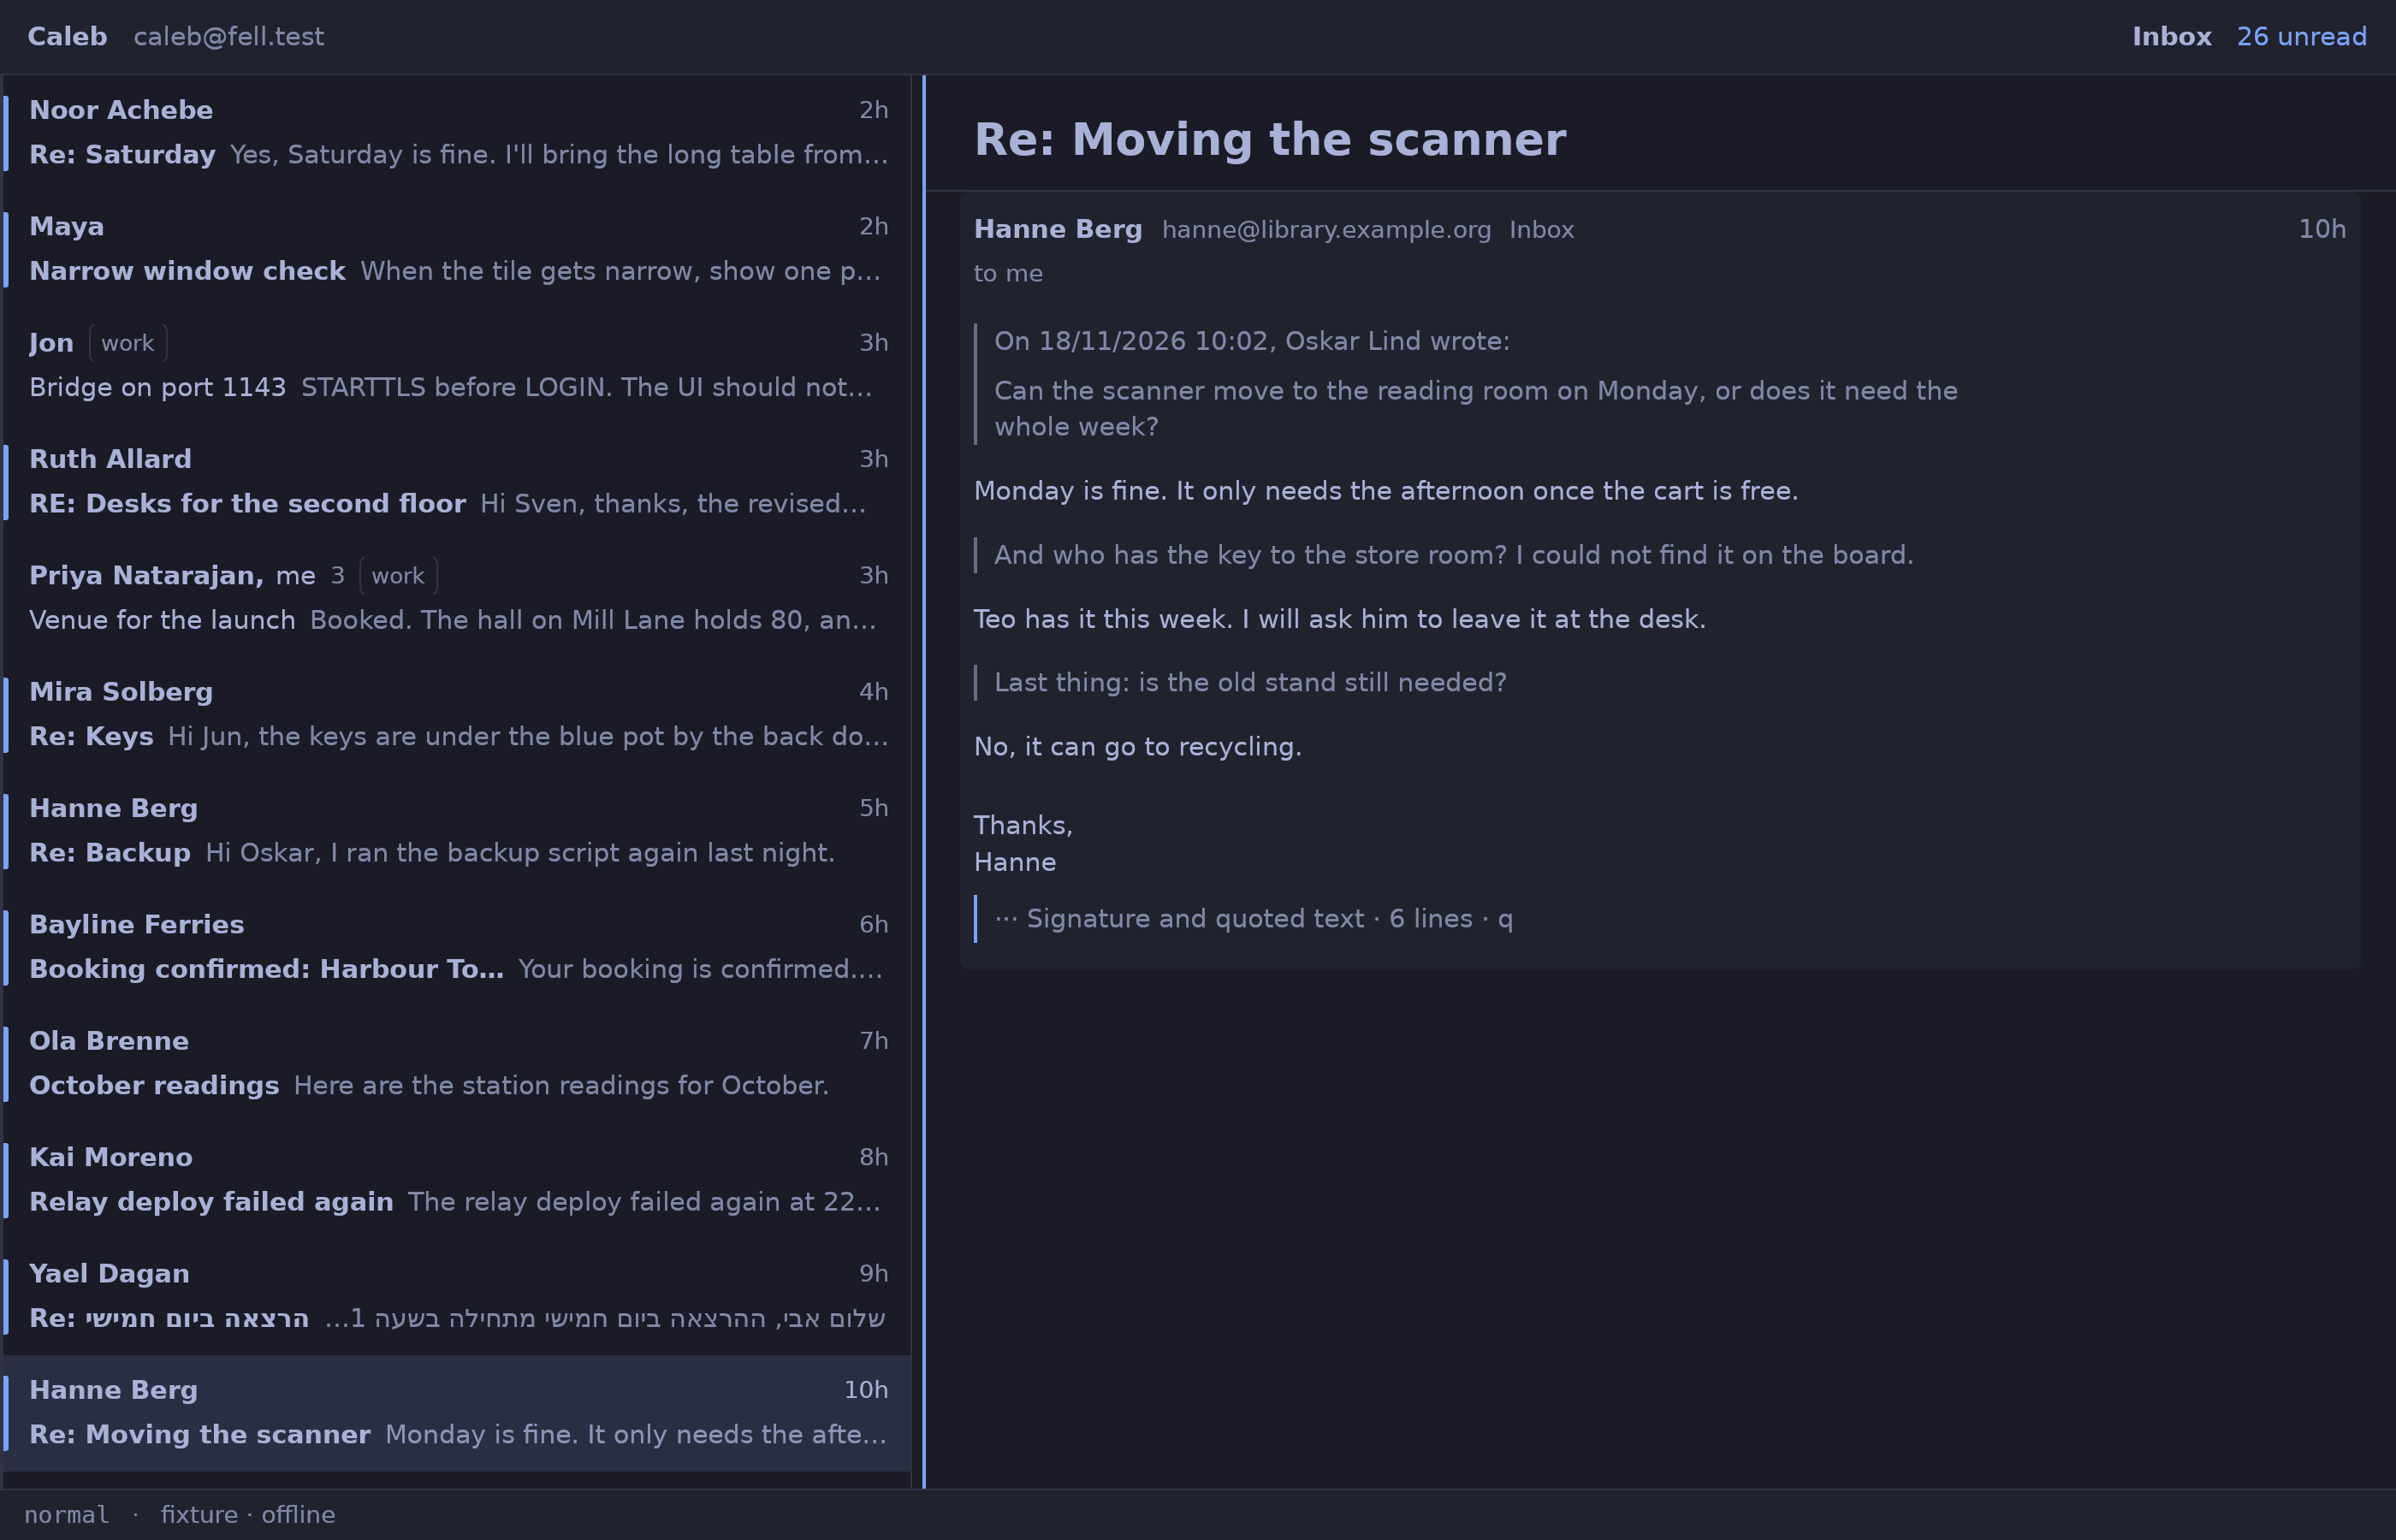 Caleb caleb@fell.test
Inbox 26 unread
Noor Achebe 2h
Re: Saturday Yes, Saturday is fine. I'll bring the long table from…
Maya 2h
Narrow window check When the tile gets narrow, show one p…
Jon work 3h
Bridge on port 1143 STARTTLS before LOGIN. The UI should not…
Ruth Allard 3h
RE: Desks for the second floor Hi Sven, thanks, the revised…
Priya Natarajan, me 3 work 3h
Venue for the launch Booked. The hall on Mill Lane holds 80, an…
Mira Solberg 4h
Re: Keys Hi Jun, the keys are under the blue pot by the back do…
Hanne Berg 5h
Re: Backup Hi Oskar, I ran the backup script again last night.
Bayline Ferries 6h
Booking confirmed: Harbour To… Your booking is confirmed.…
Ola Brenne 7h
October readings Here are the station readings for October.
Kai Moreno 8h
Relay deploy failed again The relay deploy failed again at 22…
Yael Dagan 9h
Re: הרצאה ביום חמישי שלום אבי, ההרצאה ביום חמישי מתחילה בשעה 1…
Hanne Berg 10h
Re: Moving the scanner Monday is fine. It only needs the afte…
Re: Moving the scanner
Hanne Berg hanne@library.example.org Inbox 10h
to me
On 18/11/2026 10:02, Oskar Lind wrote:
Can the scanner move to the reading room on Monday, or does it need the
whole week?
Monday is fine. It only needs the afternoon once the cart is free.
And who has the key to the store room? I could not find it on the board.
Teo has it this week. I will ask him to leave it at the desk.
Last thing: is the old stand still needed?
No, it can go to recycling.
Thanks,
Hanne
··· Signature and quoted text · 6 lines · q
normal · fixture · offline